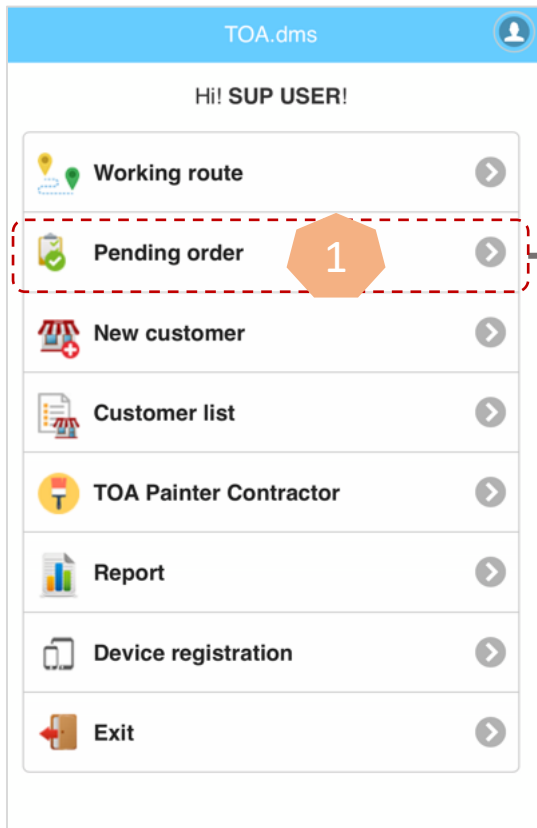 TOA.dms
Hi! SUP USER!
Working route
Pending order
1
New customer
Customer list
TOA Painter Contractor
Report
Device registration
Exit